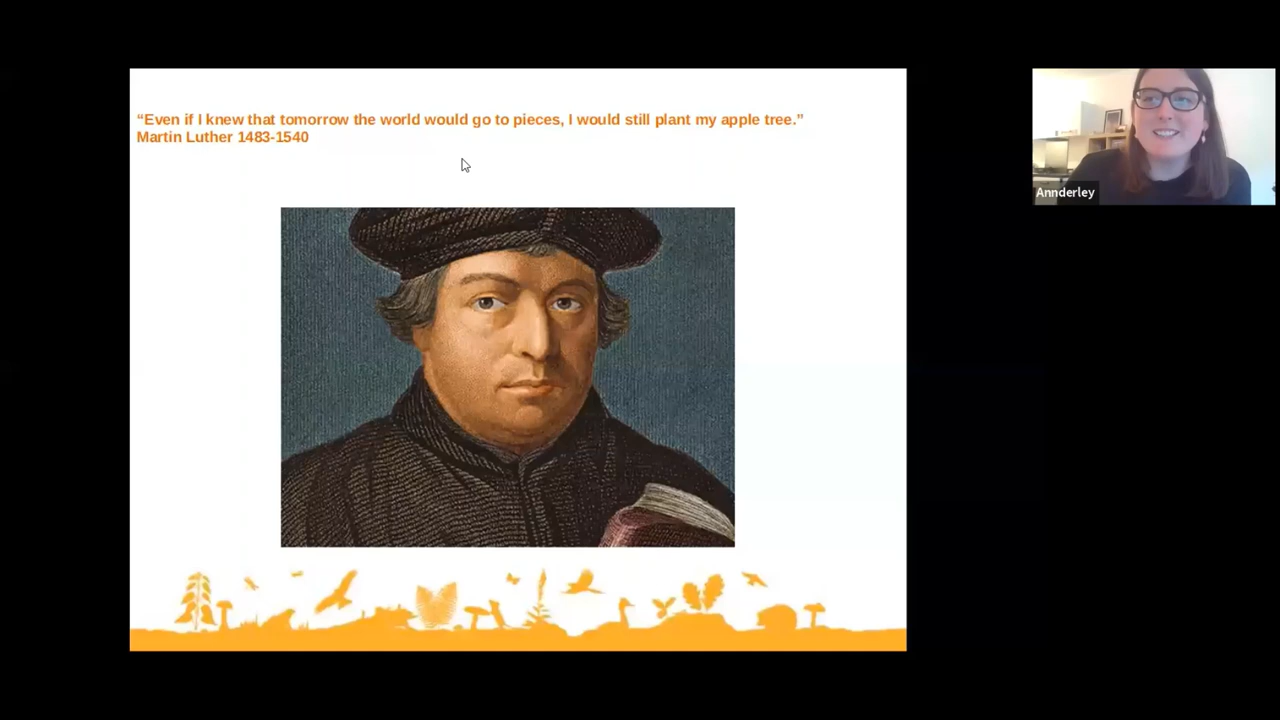 “Even if I knew that tomorrow the world would go to pieces, I would still plant my apple tree.”
Martin Luther 1483-1540
Annderley